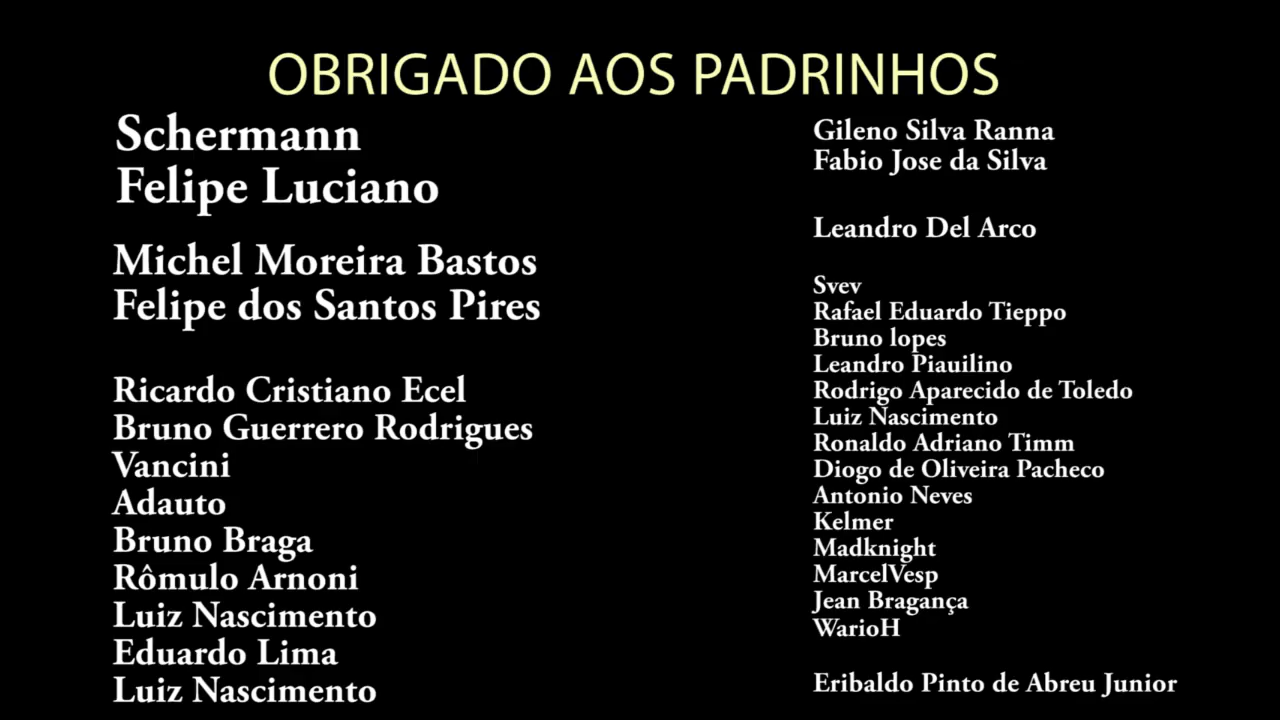 OBRIGADO AOS PADRINHOS
Schermann
Felipe Luciano
Michel Moreira Bastos
Felipe dos Santos Pires
Ricardo Cristiano Ecel
Bruno Guerrero Rodrigues
Vancini
Adauto
Bruno Braga
Rômulo Arnoni
Luiz Nascimento
Eduardo Lima
Luiz Nascimento
Gileno Silva Ranna
Fabio Jose da Silva
Leandro Del Arco
Svev
Rafael Eduardo Tieppo
Bruno lopes
Leandro Piauilino
Rodrigo Aparecido de Toledo
Luiz Nascimento
Ronaldo Adriano Timm
Diogo de Oliveira Pacheco
Antonio Neves
Kelmer
Madknight
MarcelVesp
Jean Bragança
WarioH
Eribaldo Pinto de Abreu Junior